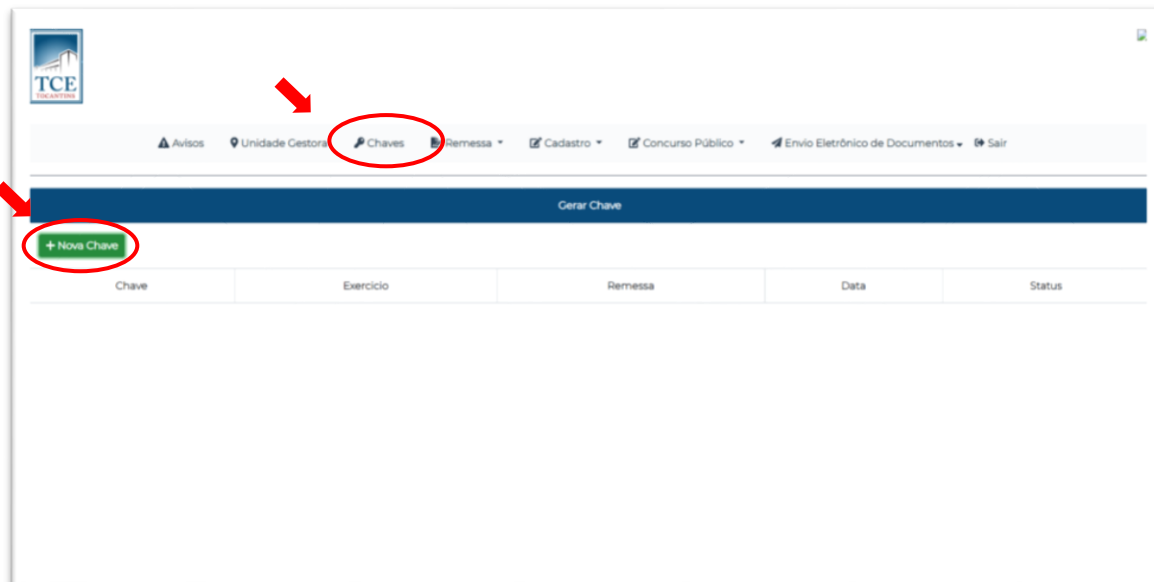 TCE
TOCANTINS
Avisos Unidade Gestora Chaves Remessa Cadastro Concurso Público Envio Eletrônico de Documentos Sair
Gerar Chave
+ Nova Chave
Chave Exercício Remessa Data Status